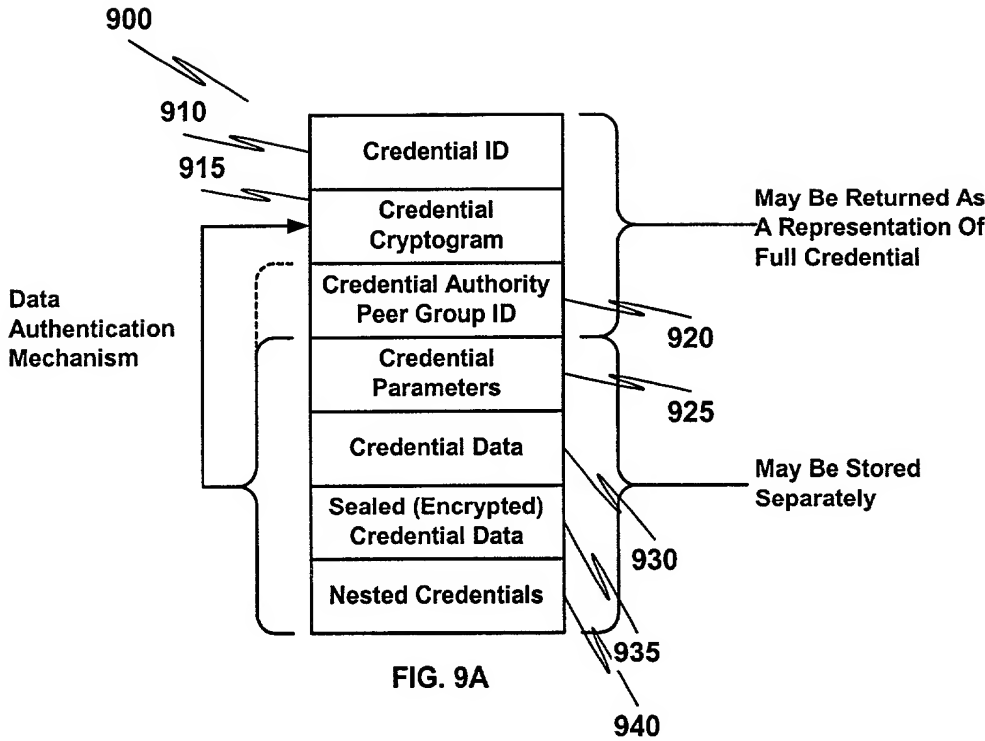 900
910
915
Credential ID
Credential
Cryptogram
Credential Authority
Peer Group ID
Credential
Parameters
Credential Data
Sealed (Encrypted)
Credential Data
Nested Credentials
Data
Authentication
Mechanism
May Be Returned As
A Representation Of
Full Credential
920
925
May Be Stored
Separately
930
935
940
FIG. 9A